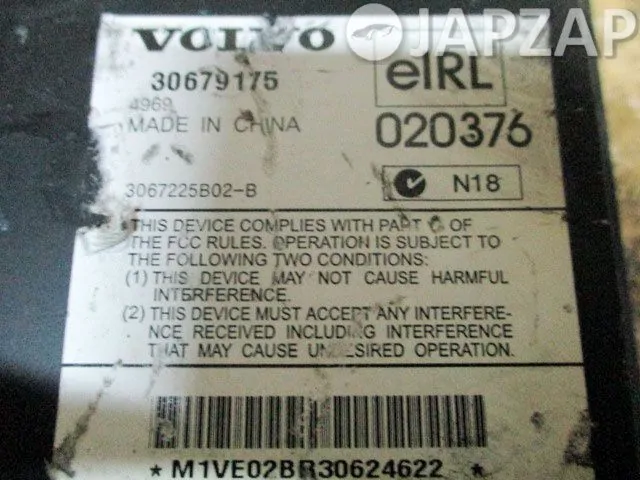 JAPZAP
VOLVO
30679175
4969
MADE IN CHINA
3067225B02-B
eIRL
020376
N18
THIS DEVICE COMPLIES WITH PART OF
THE FCC RULES. OPERATION IS SUBJECT TO
THE FOLLOWING TWO CONDITIONS:
(1) THIS DEVICE MAY NOT CAUSE HARMFUL
INTERFERENCE.
(2) THIS DEVICE MUST ACCEPT ANY INTERFERE-
NCE RECEIVED INCLUDING INTERFERENCE
THAT MAY CAUSE UNDESIRED OPERATION.
*M1VE02BR30624622*